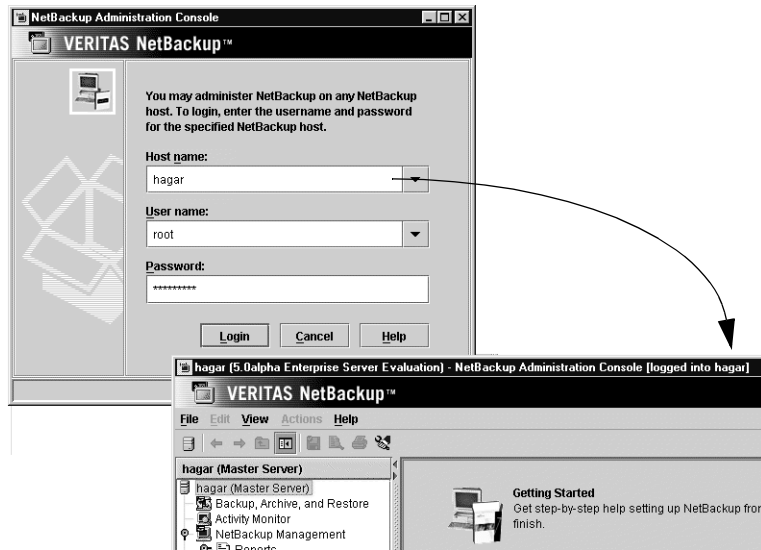 NetBackup Administration Console
VERITAS NetBackup™
You may administer NetBackup on any NetBackup
host. To login, enter the username and password
for the specified NetBackup host.
Host name:
hagar
User name:
root
Password:
*********
Login Cancel Help
hagar (5.0alpha Enterprise Server Evaluation) - NetBackup Administration Console [logged into hagar]
VERITAS NetBackup™
File Edit View Actions Help
hagar (Master Server)
hagar (Master Server)
Backup, Archive, and Restore
Activity Monitor
NetBackup Management
Reports
Getting Started
Get step-by-step help setting up NetBackup from
finish.